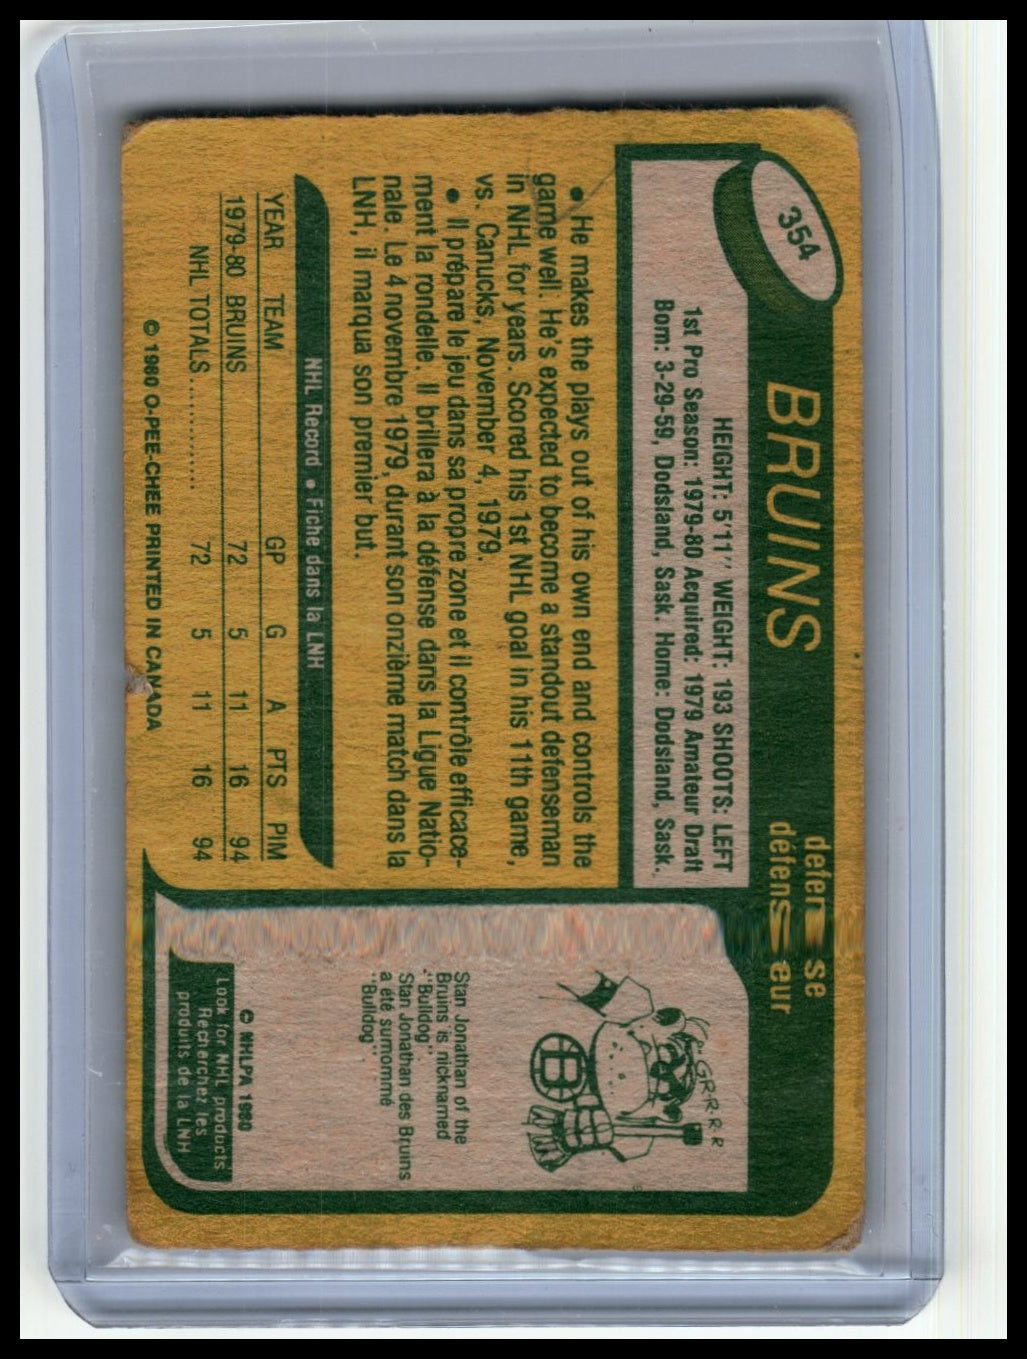 354
BRUINS
defen se
défens eur
HEIGHT: 5'11" WEIGHT: 193 SHOOTS: LEFT
1st Pro Season: 1979-80 Acquired: 1979 Amateur Draft
Born: 3-29-59, Dodsland, Sask. Home: Dodsland, Sask.
• He makes the plays out of his own end and controls the
game well. He's expected to become a standout defenseman
in NHL for years. Scored his 1st NHL goal in his 11th game,
vs. Canucks, November 4, 1979.
• Il prépare le jeu dans sa propre zone et il contrôle efficace-
ment la rondelle. Il brillera à la défense dans la Ligue Natio-
nale. Le 4 novembre 1979, durant son onzième match dans la
LNH, il marqua son premier but.
NHL Record • Fiche dans la LNH
YEAR TEAM GP G A PTS PIM
1979-80 BRUINS 72 5 11 16 94
NHL TOTALS............ 72 5 11 16 94
© 1980 O-PEE-CHEE PRINTED IN CANADA
GR-R-R-R
B
Stan Jonathan of the
Bruins is nicknamed
"Bulldog".
Stan Jonathan des Bruins
a été surnommé
"Bulldog".
© NHLPA 1980
Look for NHL products
Recherchez les
produits de la LNH